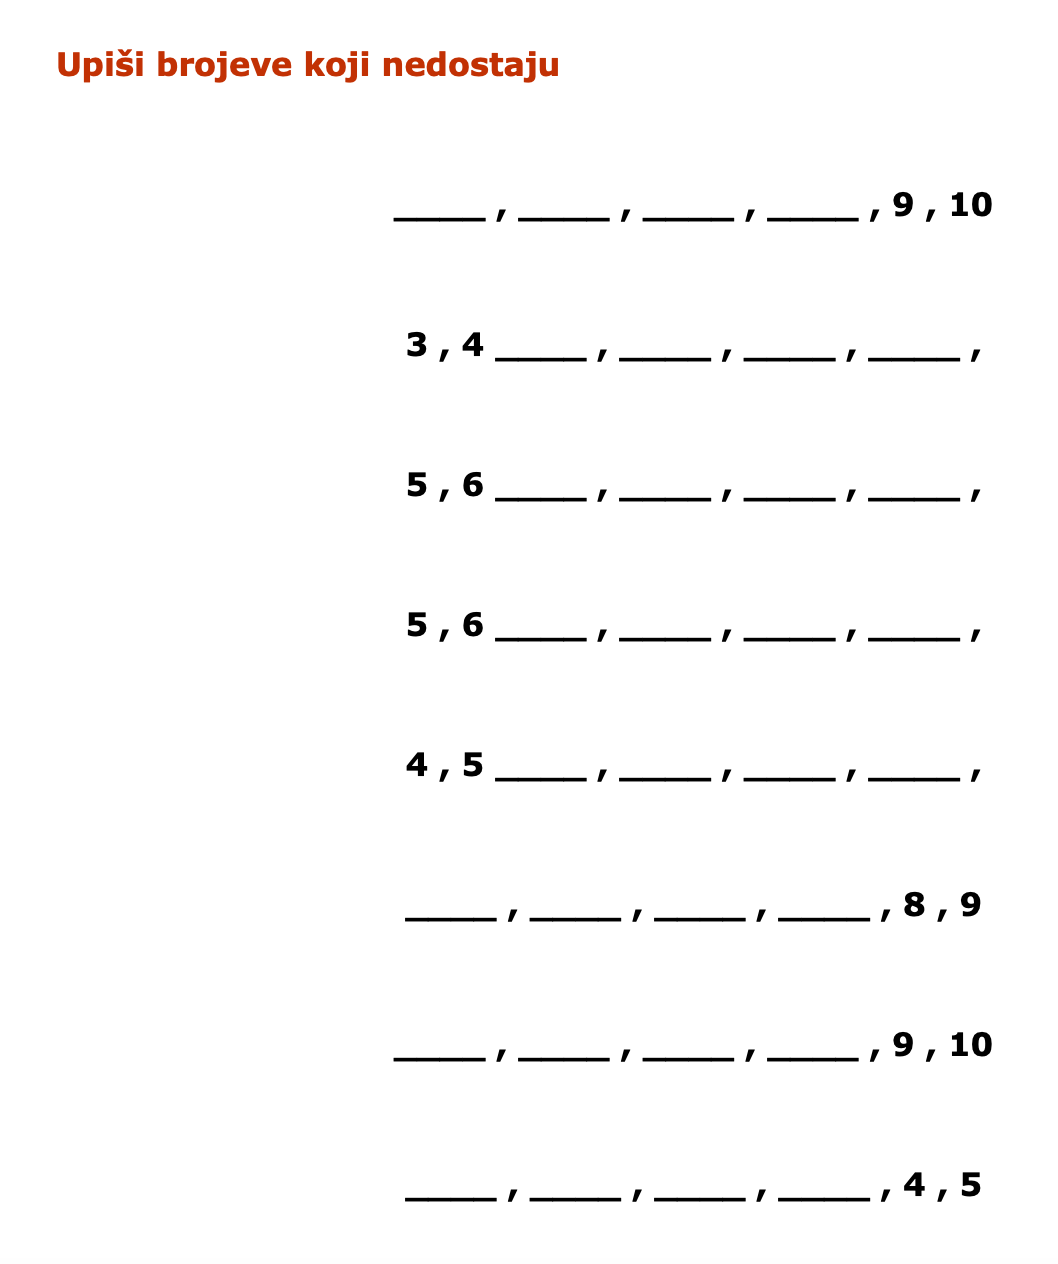 Upiši brojeve koji nedostaju
____ , ____ , ____ , ____ , 9 , 10
3 , 4 ____ , ____ , ____ , ____ ,
5 , 6 ____ , ____ , ____ , ____ ,
5 , 6 ____ , ____ , ____ , ____ ,
4 , 5 ____ , ____ , ____ , ____ ,
____ , ____ , ____ , ____ , 8 , 9
____ , ____ , ____ , ____ , 9 , 10
____ , ____ , ____ , ____ , 4 , 5